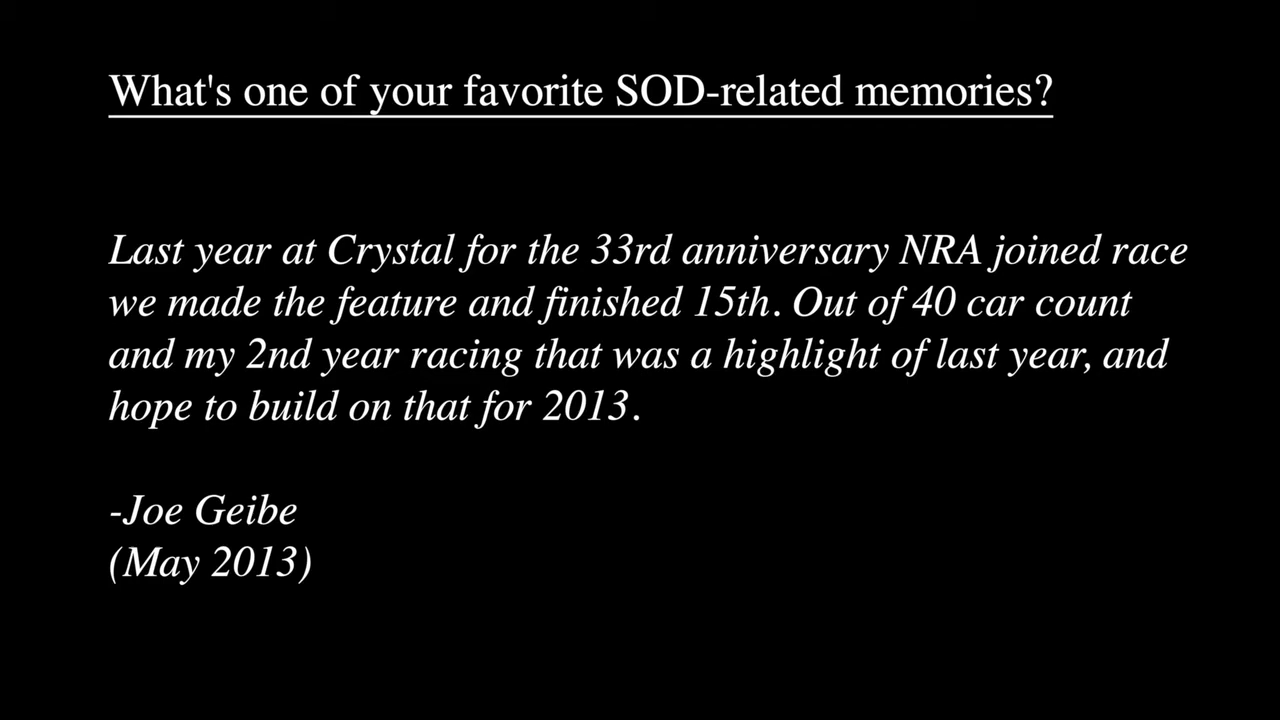 What's one of your favorite SOD-related memories?
Last year at Crystal for the 33rd anniversary NRA joined race
we made the feature and finished 15th. Out of 40 car count
and my 2nd year racing that was a highlight of last year, and
hope to build on that for 2013.
-Joe Geibe
(May 2013)